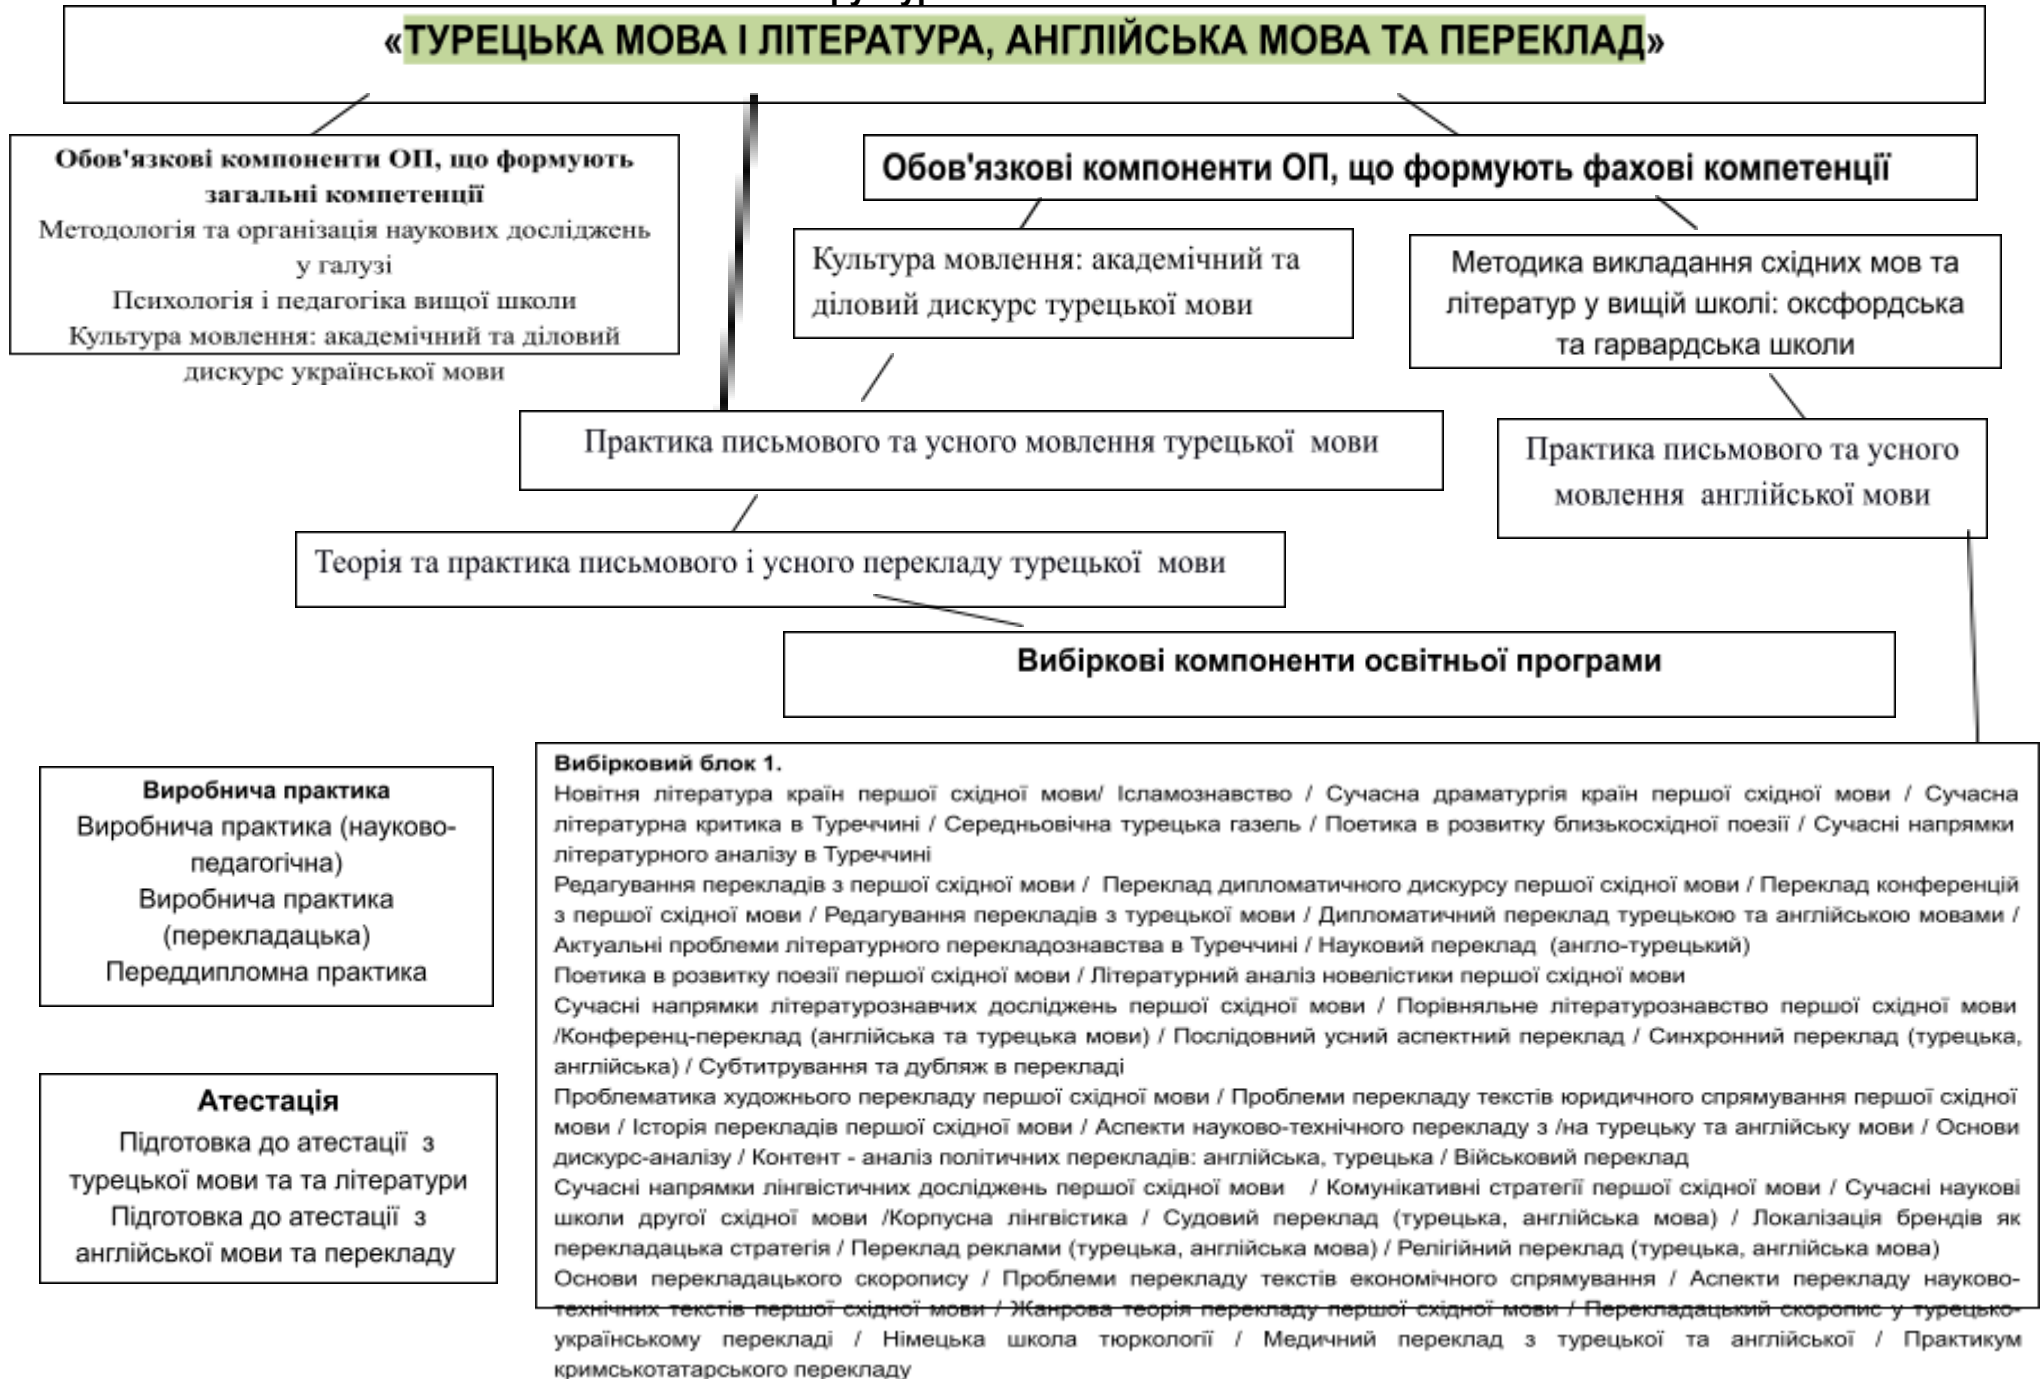 «ТУРЕЦЬКА МОВА І ЛІТЕРАТУРА, АНГЛІЙСЬКА МОВА ТА ПЕРЕКЛАД»
Обов'язкові компоненти ОП, що формують
загальні компетенції
Методологія та організація наукових досліджень
у галузі
Психологія і педагогіка вищої школи
Культура мовлення: академічний та діловий
дискурс української мови
Обов'язкові компоненти ОП, що формують фахові компетенції
Культура мовлення: академічний та
діловий дискурс турецької мови
Методика викладання східних мов та
літератур у вищій школі: оксфордська
та гарвардська школи
Практика письмового та усного мовлення турецької  мови
Практика письмового та усного
мовлення  англійської мови
Теорія та практика письмового і усного перекладу турецької  мови
Вибіркові компоненти освітньої програми
Виробнича практика
Виробнича практика (науково-
педагогічна)
Виробнича практика
(перекладацька)
Переддипломна практика
Атестація
Підготовка до атестації  з
турецької мови та та літератури
Підготовка до атестації  з
англійської мови та перекладу
Вибірковий блок 1.
Новітня література країн першої східної мови/ Ісламознавство / Сучасна драматургія країн першої східної мови / Сучасна
літературна критика в Туреччині / Середньовічна турецька газель / Поетика в розвитку близькосхідної поезії / Сучасні напрямки
літературного аналізу в Туреччині
Редагування перекладів з першої східної мови /  Переклад дипломатичного дискурсу першої східної мови / Переклад конференцій
з першої східної мови / Редагування перекладів з турецької мови / Дипломатичний переклад турецькою та англійською мовами /
Актуальні проблеми літературного перекладознавства в Туреччині / Науковий переклад  (англо-турецький)
Поетика в розвитку поезії першої східної мови / Літературний аналіз новелістики першої східної мови
Сучасні напрямки літературознавчих досліджень першої східної мови / Порівняльне літературознавство першої східної мови
/Конференц-переклад (англійська та турецька мови) / Послідовний усний аспектний переклад / Синхронний переклад (турецька,
англійська) / Субтитрування та дубляж в перекладі
Проблематика художнього перекладу першої східної мови / Проблеми перекладу текстів юридичного спрямування першої східної
мови / Історія перекладів першої східної мови / Аспекти науково-технічного перекладу з /на турецьку та англійську мови / Основи
дискурс-аналізу / Контент - аналіз політичних перекладів: англійська, турецька / Військовий переклад
Сучасні напрямки лінгвістичних досліджень першої східної мови   / Комунікативні стратегії першої східної мови / Сучасні наукові
школи другої східної мови /Корпусна лінгвістика / Судовий переклад (турецька, англійська мова) / Локалізація брендів як
перекладацька стратегія / Переклад реклами (турецька, англійська мова) / Релігійний переклад (турецька, англійська мова)
Основи перекладацького скоропису / Проблеми перекладу текстів економічного спрямування / Аспекти перекладу науково-
технічних текстів першої східної мови / Жанрова теорія перекладу першої східної мови / Перекладацький скоропис у турецько-
українському перекладі / Німецька школа тюркології / Медичний переклад з турецької та англійської / Практикум
кримськотатарського перекладу